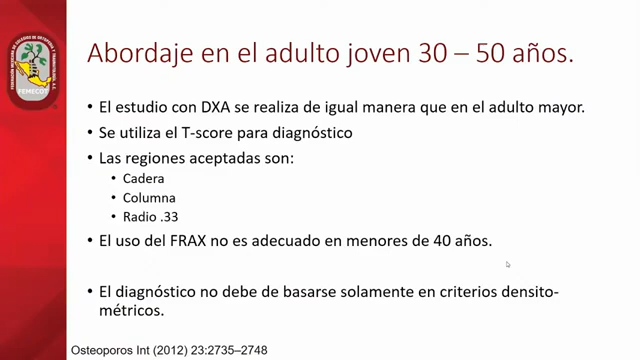 Abordaje en el adulto joven 30 – 50 años.
• El estudio con DXA se realiza de igual manera que en el adulto mayor.
• Se utiliza el T-score para diagnóstico
• Las regiones aceptadas son:
• Cadera
• Columna
• Radio .33
• El uso del FRAX no es adecuado en menores de 40 años.
• El diagnóstico no debe de basarse solamente en criterios densito-
métricos.
Osteoporos Int (2012) 23:2735–2748
FEMECOT